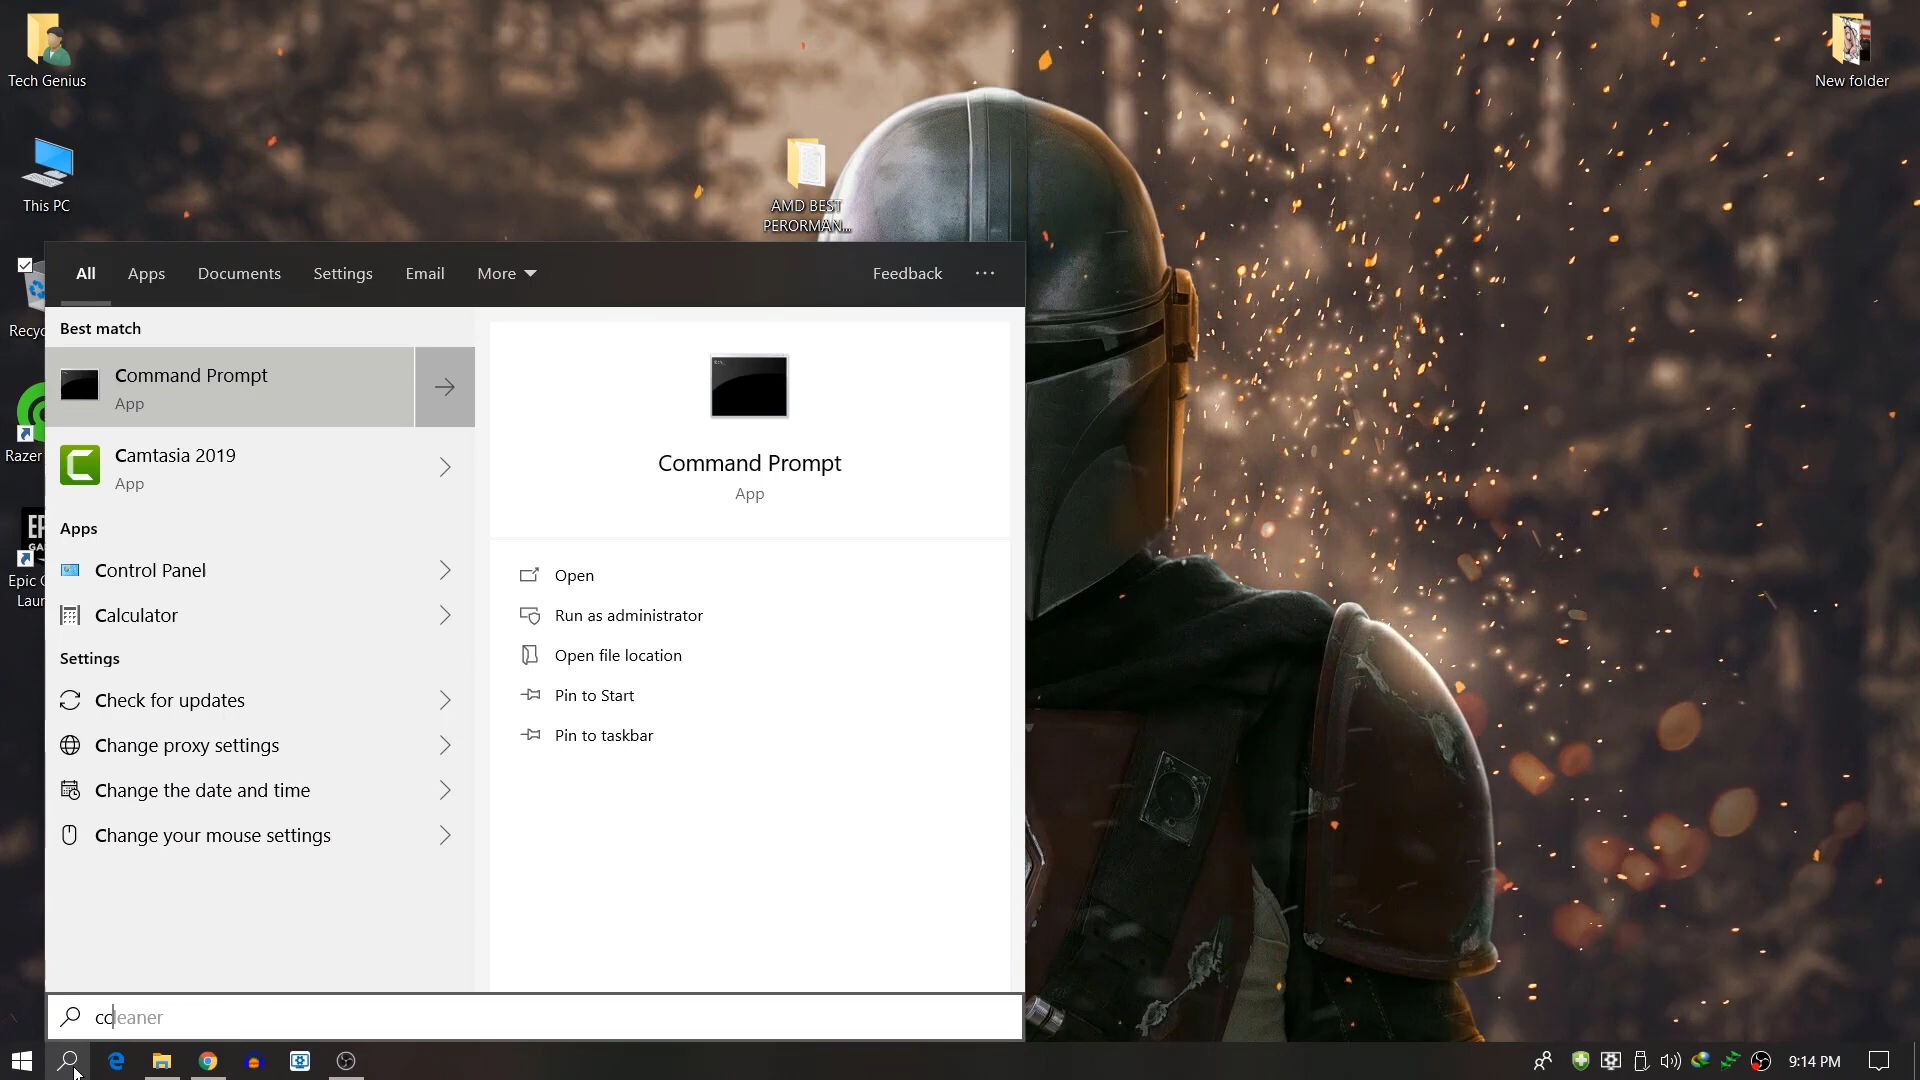 Tech Genius
New folder
This PC
AMD BEST
PERORMAN...
All
Apps
Documents
Settings
Email
More
Feedback
Recyc
Best match
Command Prompt
App
Camtasia 2019
App
Razer
Apps
Control Panel
Calculator
Epic
Laun
Settings
Check for updates
Change proxy settings
Change the date and time
Change your mouse settings
Command Prompt
App
Open
Run as administrator
Open file location
Pin to Start
Pin to taskbar
ccleaner
9:14 PM